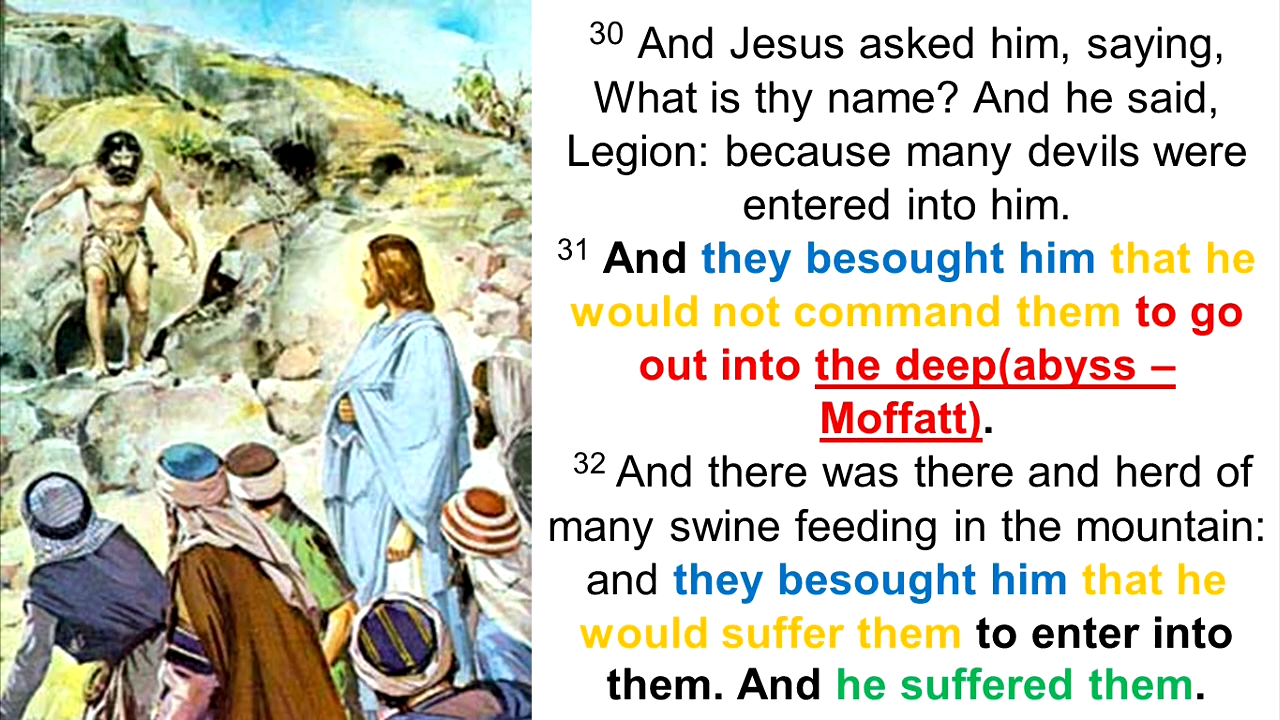 30 And Jesus asked him, saying,
What is thy name? And he said,
Legion: because many devils were
entered into him.
31 And they besought him that he
would not command them to go
out into the deep(abyss –
Moffatt).
32 And there was there and herd of
many swine feeding in the mountain:
and they besought him that he
would suffer them to enter into
them. And he suffered them.